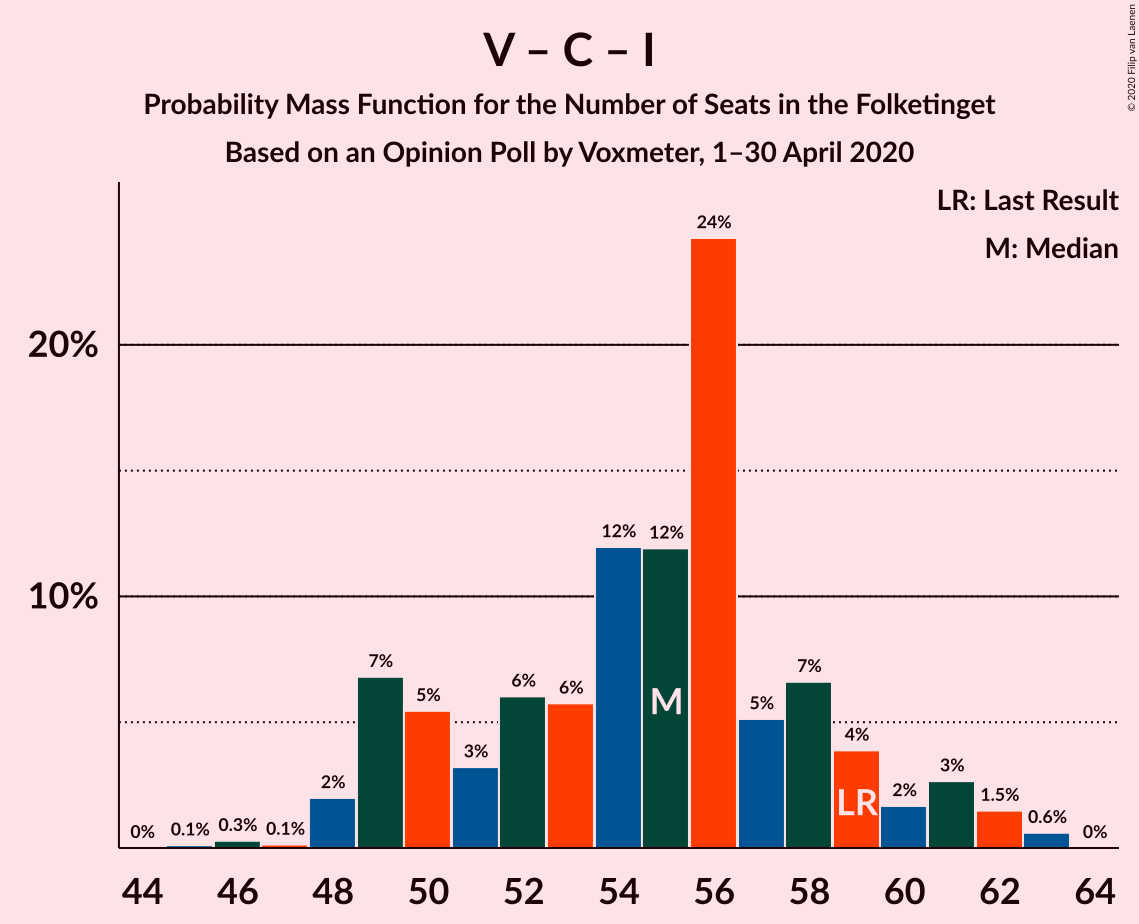 V – C – I
Probability Mass Function for the Number of Seats in the Folketinget
Based on an Opinion Poll by Voxmeter, 1–30 April 2020
© 2020 Filip van Laenen
LR: Last Result
M: Median
20%
10%
0%
0.1%
0.3%
0.1%
2%
7%
5%
3%
6%
6%
12%
12%
24%
5%
7%
4%
2%
3%
1.5%
0.6%
0%
M
LR
44 46 48 50 52 54 56 58 60 62 64